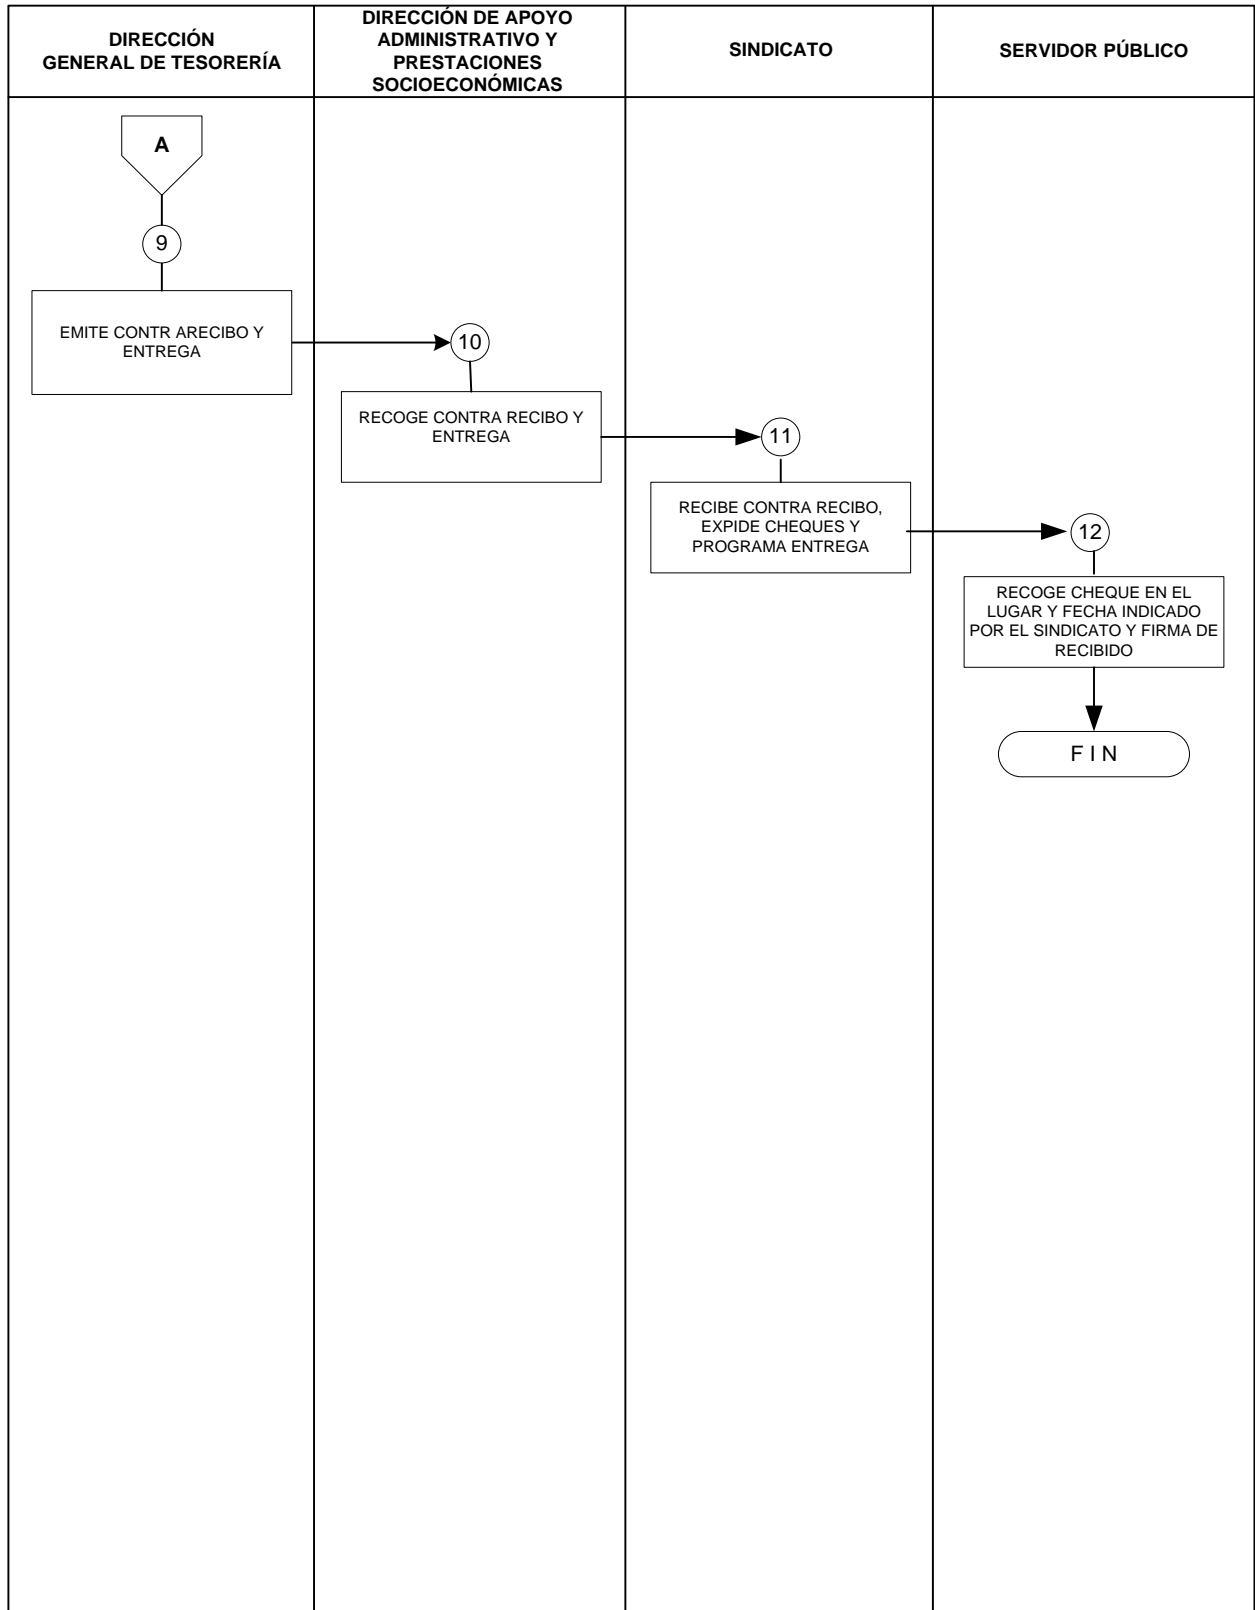 DIRECCIÓN
GENERAL DE TESORERÍA
DIRECCIÓN DE APOYO
ADMINISTRATIVO Y
PRESTACIONES
SOCIOECONÓMICAS
SINDICATO
SERVIDOR PÚBLICO
A
9
EMITE CONTR ARECIBO Y
ENTREGA
10
RECOGE CONTRA RECIBO Y
ENTREGA
11
RECIBE CONTRA RECIBO,
EXPIDE CHEQUES Y
PROGRAMA ENTREGA
12
RECOGE CHEQUE EN EL
LUGAR Y FECHA INDICADO
POR EL SINDICATO Y FIRMA DE
RECIBIDO
F I N